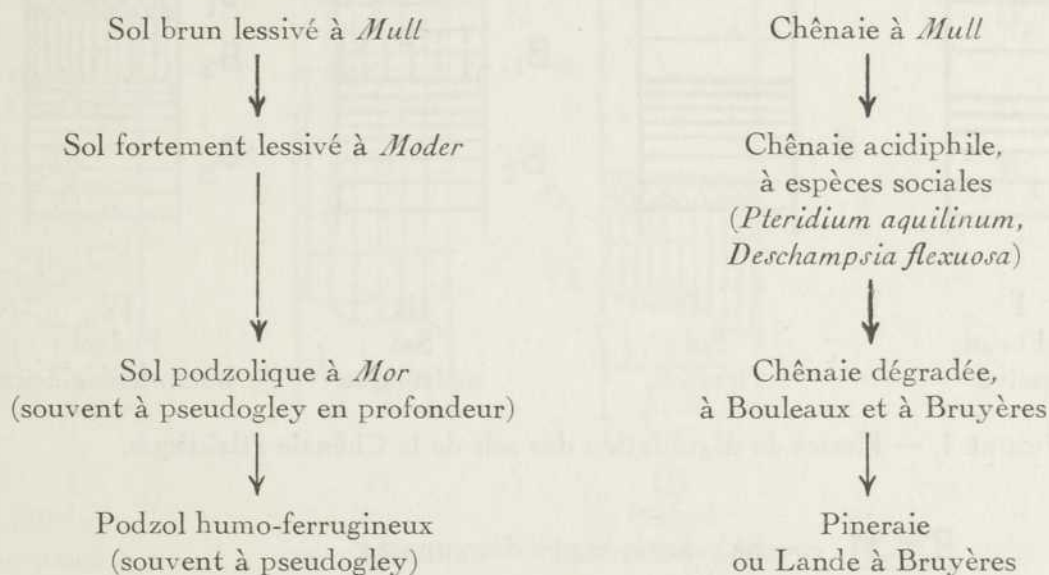 Sol brun lessivé à Mull
Chênaie à Mull
Sol fortement lessivé à Moder
Chênaie acidiphile,
à espèces sociales
(Pteridium aquilinum,
Deschampsia flexuosa)
Sol podzolique à Mor
(souvent à pseudogley en profondeur)
Chênaie dégradée,
à Bouleaux et à Bruyères
Podzol humo-ferrugineux
(souvent à pseudogley)
Pineraie
ou Lande à Bruyères